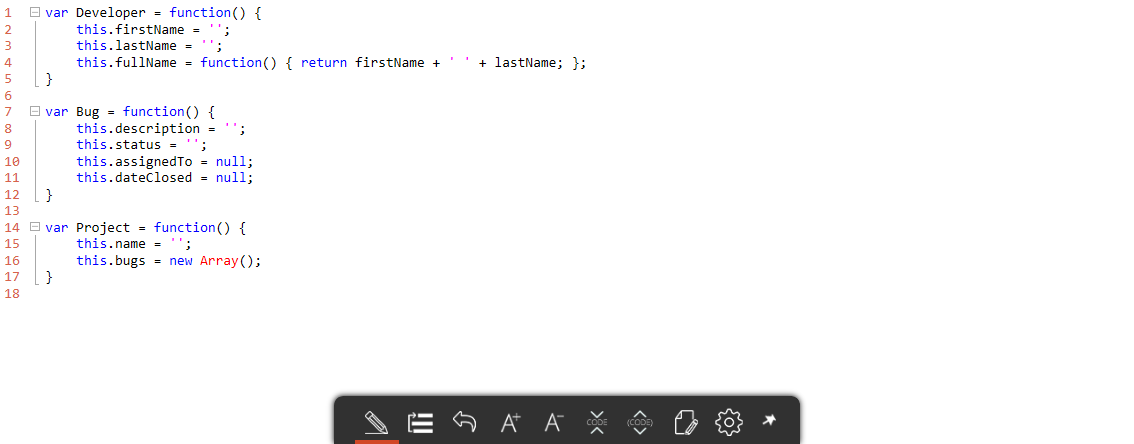 1 var Developer = function() {
2 this.firstName = '';
3 this.lastName = '';
4 this.fullName = function() { return firstName + ' ' + lastName; };
5 }
6
7 var Bug = function() {
8 this.description = '';
9 this.status = '';
10 this.assignedTo = null;
11 this.dateClosed = null;
12 }
13
14 var Project = function() {
15 this.name = '';
16 this.bugs = new Array();
17 }
18
A+ A- CODE (CODE)